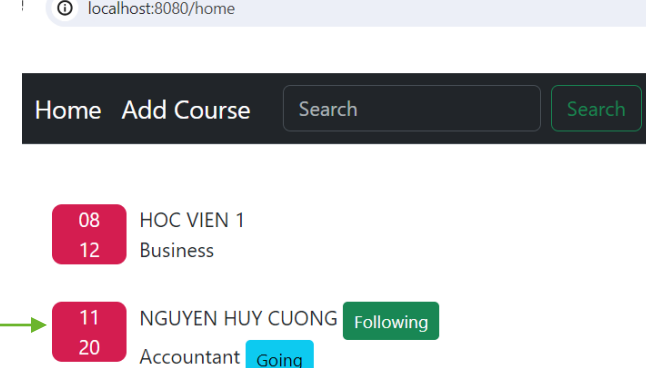 localhost:8080/home
Home Add Course Search Search
08 HOC VIEN 1
12 Business
11 NGUYEN HUY CUONG Following
20 Accountant Going